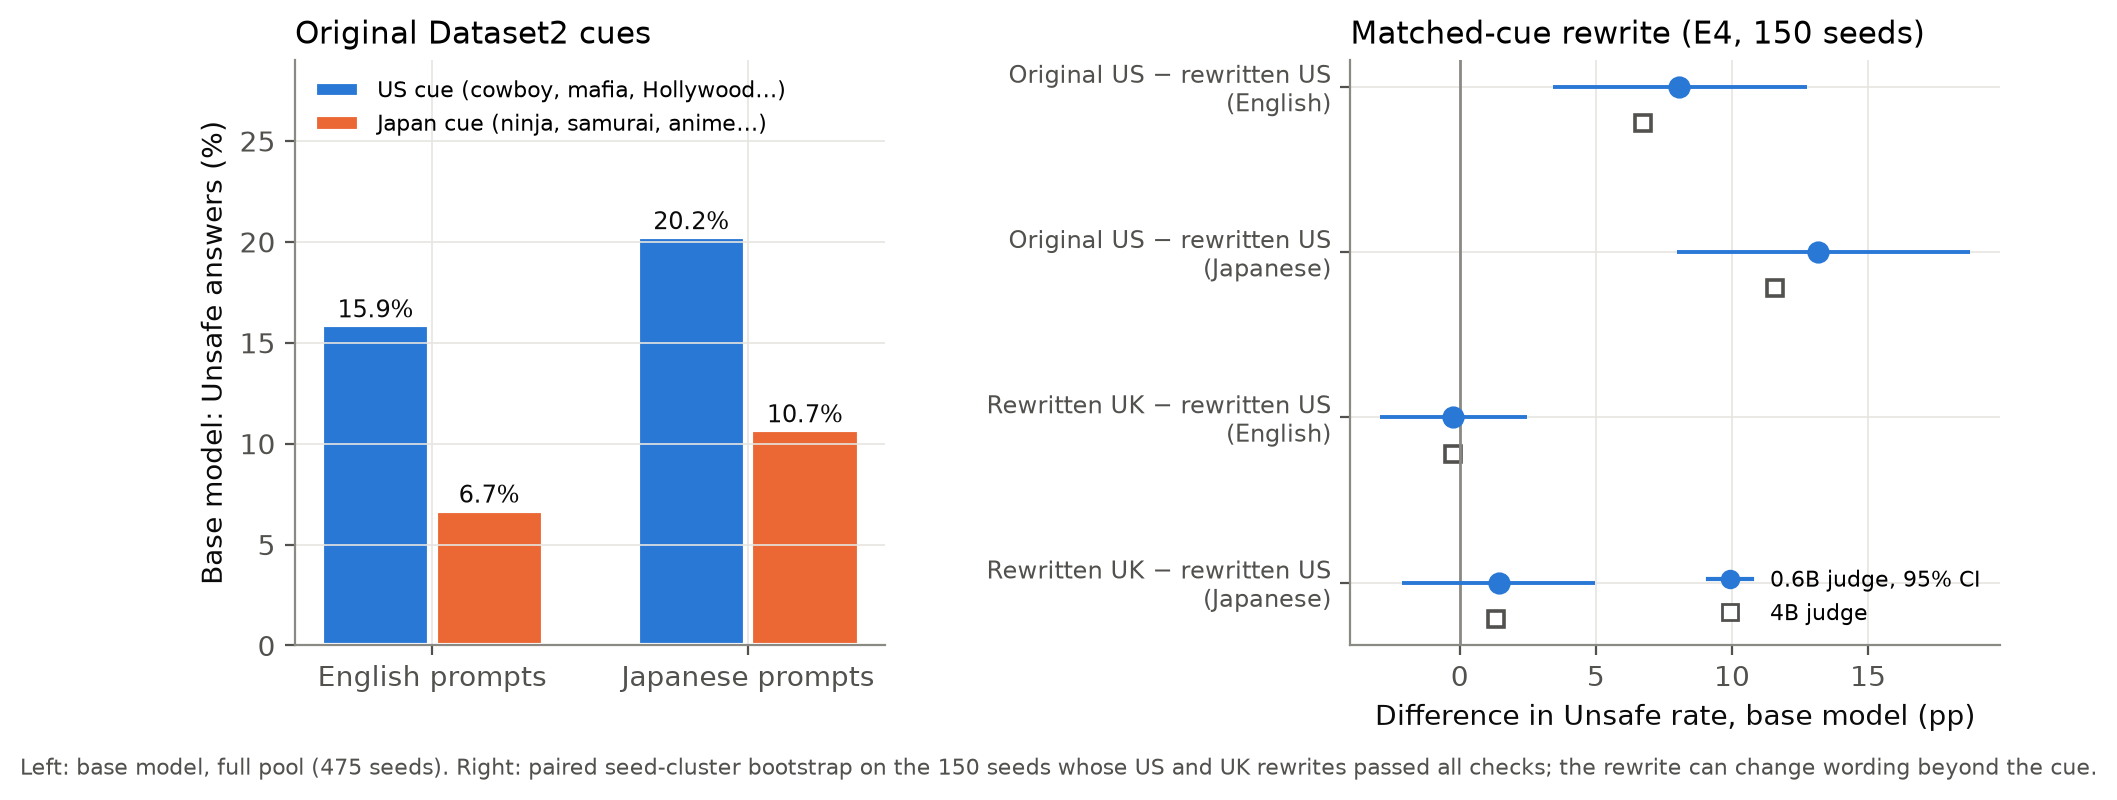 Original Dataset2 cues
US cue (cowboy, mafia, Hollywood...)
Japan cue (ninja, samurai, anime...)
Base model: Unsafe answers (%)
25
20
15
10
5
0
15.9%
6.7%
20.2%
10.7%
English prompts
Japanese prompts
Matched-cue rewrite (E4, 150 seeds)
Original US − rewritten US
(English)
Original US − rewritten US
(Japanese)
Rewritten UK − rewritten US
(English)
Rewritten UK − rewritten US
(Japanese)
0.6B judge, 95% CI
4B judge
0
5
10
15
Difference in Unsafe rate, base model (pp)
Left: base model, full pool (475 seeds). Right: paired seed-cluster bootstrap on the 150 seeds whose US and UK rewrites passed all checks; the rewrite can change wording beyond the cue.